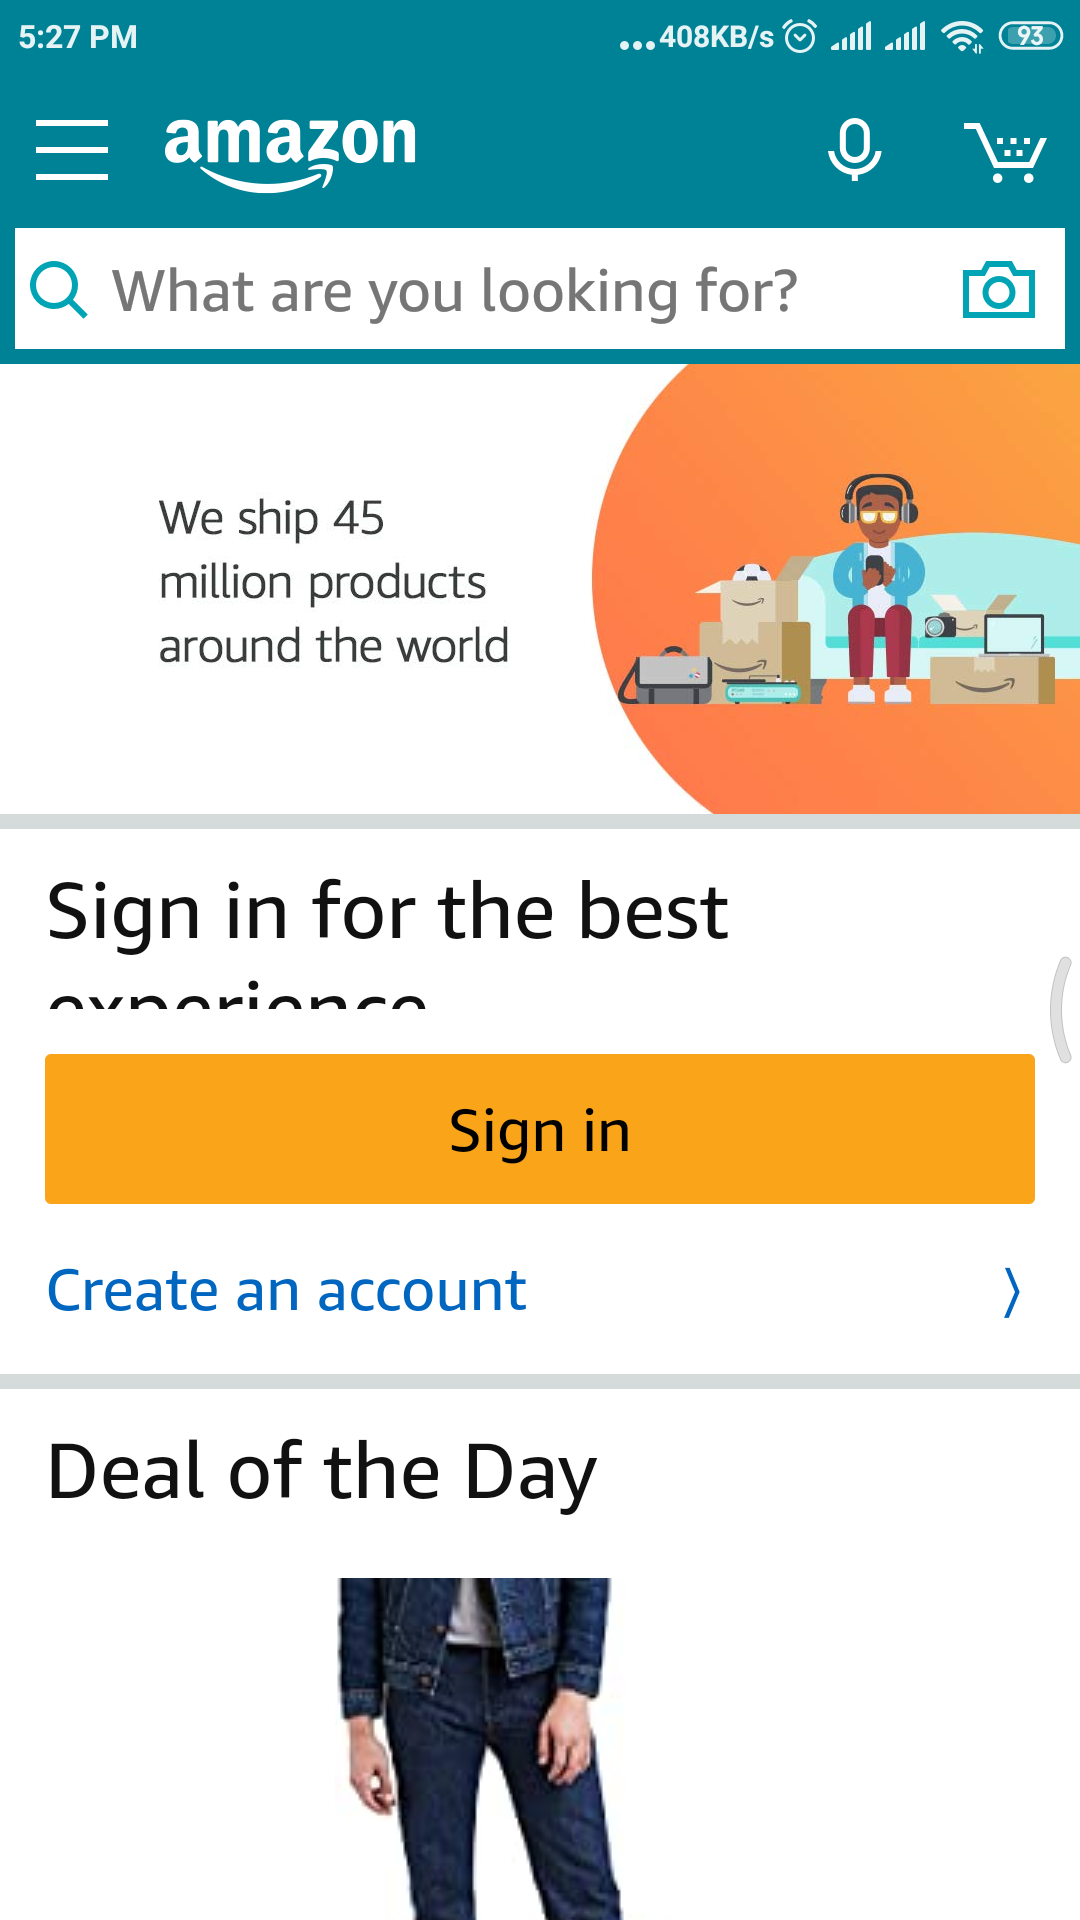 5:27 PM
...408KB/s 93
amazon
What are you looking for?
We ship 45
million products
around the world
Sign in for the best
experience
Sign in
Create an account
Deal of the Day